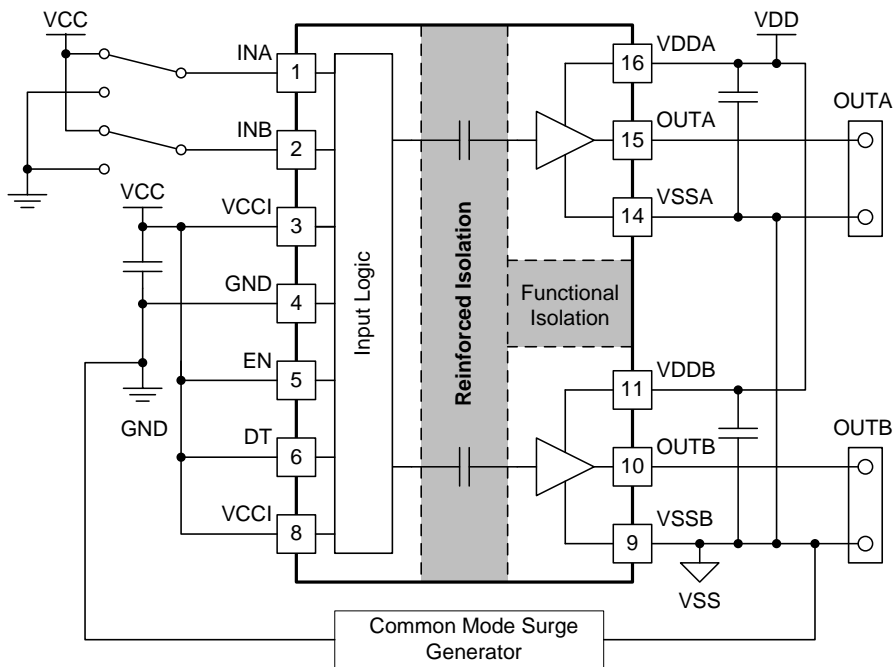 VCC
INA
1
INB
2
VCC
VCCI
3
GND
4
EN
5
GND
DT
6
VCCI
8
Input Logic
Reinforced Isolation
Functional
Isolation
VDDA
VDD
16
OUTA
OUTA
15
VSSA
14
VDDB
11
OUTB
OUTB
10
VSSB
9
VSS
Common Mode Surge
Generator